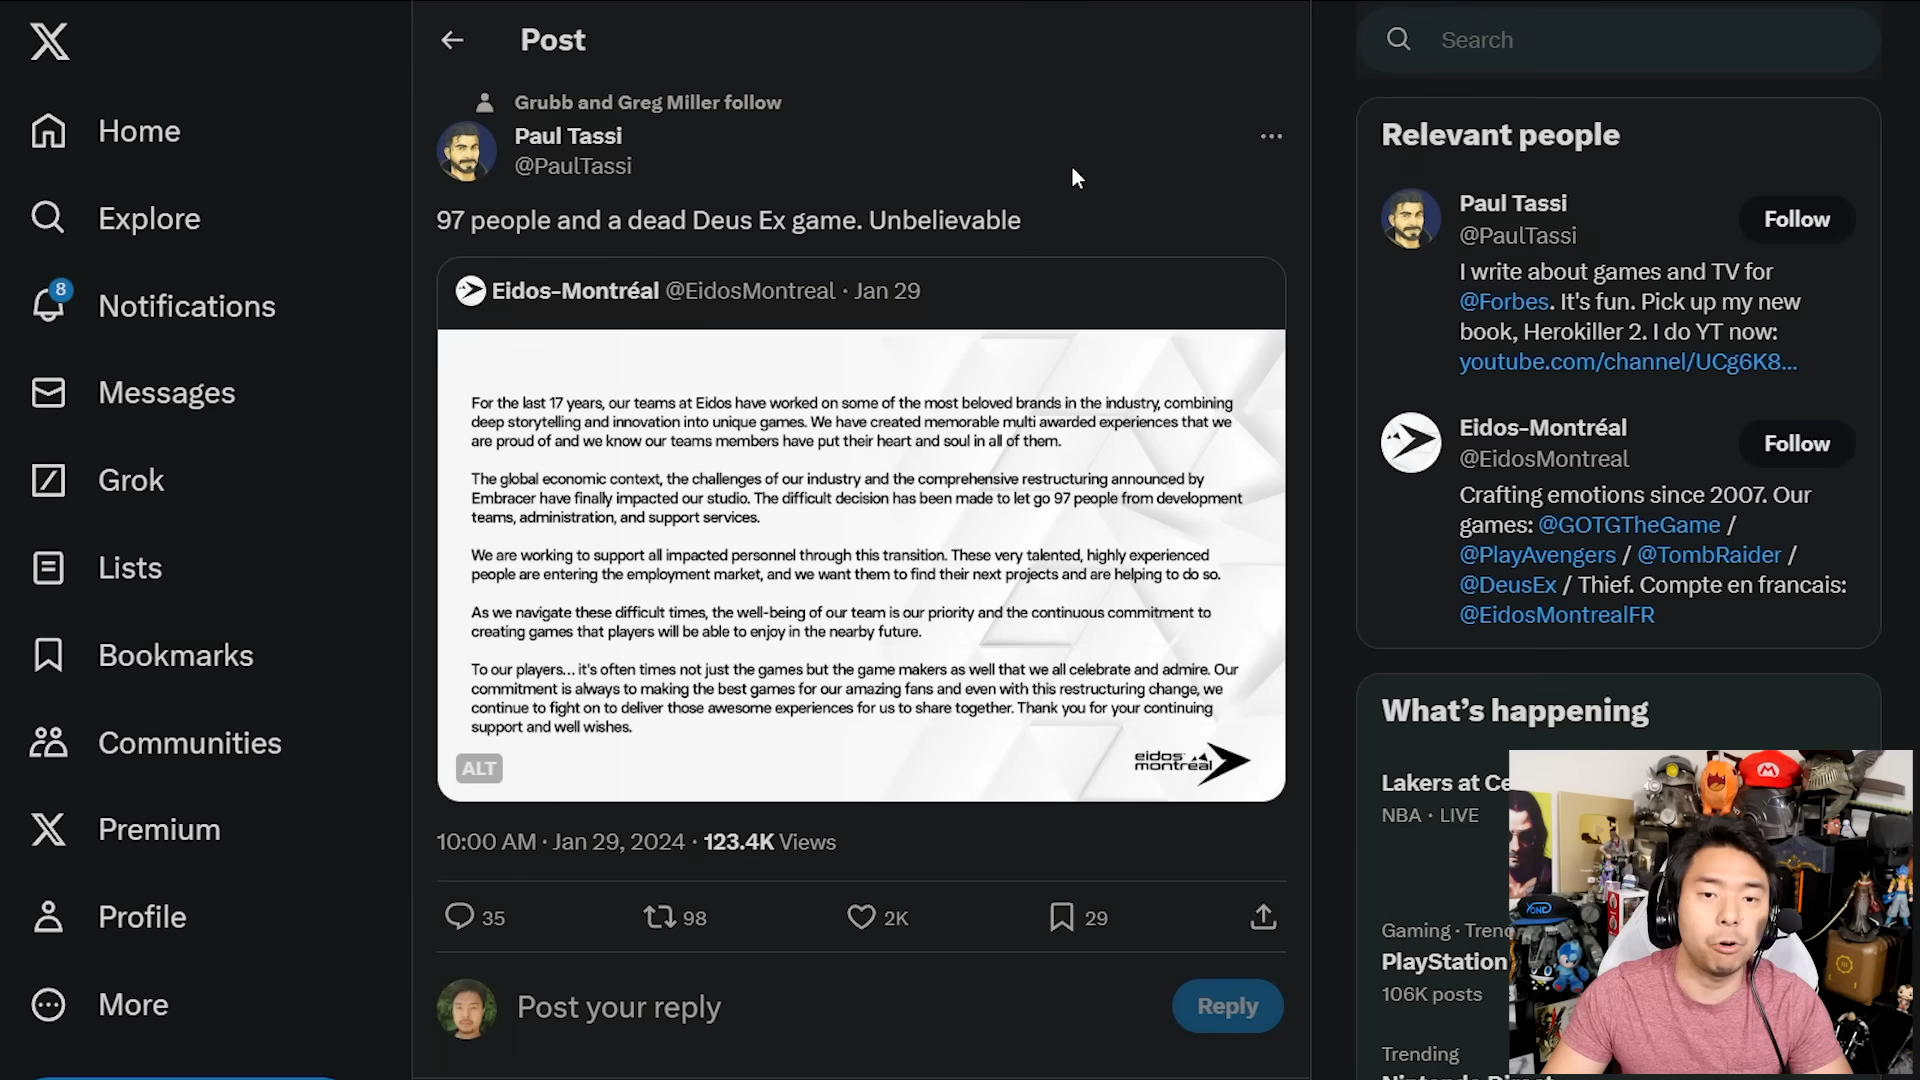 Home
Explore
8
Notifications
Messages
Grok
Lists
Bookmarks
Communities
Premium
Profile
More
Post
Grubb and Greg Miller follow
Paul Tassi
@PaulTassi
97 people and a dead Deus Ex game. Unbelievable
Eidos-Montréal @EidosMontreal · Jan 29
For the last 17 years, our teams at Eidos have worked on some of the most beloved brands in the industry, combining
deep storytelling and innovation into unique games. We have created memorable multi awarded experiences that we
are proud of and we know our teams members have put their heart and soul in all of them.
The global economic context, the challenges of our industry and the comprehensive restructuring announced by
Embracer have finally impacted our studio. The difficult decision has been made to let go 97 people from development
teams, administration, and support services.
We are working to support all impacted personnel through this transition. These very talented, highly experienced
people are entering the employment market, and we want them to find their next projects and are helping to do so.
As we navigate these difficult times, the well-being of our team is our priority and the continuous commitment to
creating games that players will be able to enjoy in the nearby future.
To our players... it's often times not just the games but the game makers as well that we all celebrate and admire. Our
commitment is always to making the best games for our amazing fans and even with this restructuring change, we
continue to fight on to deliver those awesome experiences for us to share together. Thank you for your continuing
support and well wishes.
ALT
eidos
montréal
10:00 AM · Jan 29, 2024 · 123.4K Views
35
98
2K
29
Post your reply
Reply
Search
Relevant people
Paul Tassi
@PaulTassi
Follow
I write about games and TV for
@Forbes. It's fun. Pick up my new
book, Herokiller 2. I do YT now:
youtube.com/channel/UCg6K8...
Eidos-Montréal
@EidosMontreal
Follow
Crafting emotions since 2007. Our
games: @GOTGTheGame /
@PlayAvengers / @TombRaider /
@DeusEx / Thief. Compte en francais:
@EidosMontrealFR
What's happening
Lakers at Ce
NBA · LIVE
Gaming · Trend
PlayStation
106K posts
Trending